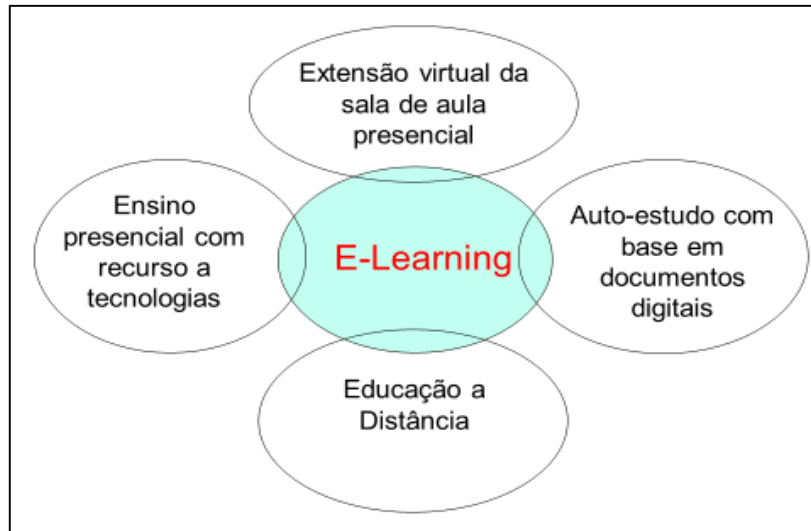 Extensão virtual da
sala de aula
presencial
Ensino
presencial com
recurso a
tecnologias
E-Learning
Auto-estudo com
base em
documentos
digitais
Educação a
Distância